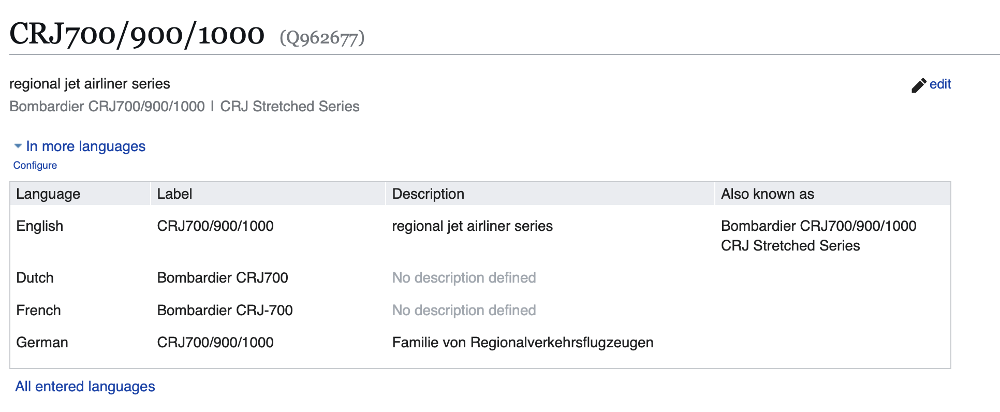 CRJ700/900/1000 (Q962677)
regional jet airliner series
edit
Bombardier CRJ700/900/1000 | CRJ Stretched Series
In more languages
Configure
Language Label Description Also known as
English CRJ700/900/1000 regional jet airliner series Bombardier CRJ700/900/1000
CRJ Stretched Series
Dutch Bombardier CRJ700 No description defined
French Bombardier CRJ-700 No description defined
German CRJ700/900/1000 Familie von Regionalverkehrsflugzeugen
All entered languages